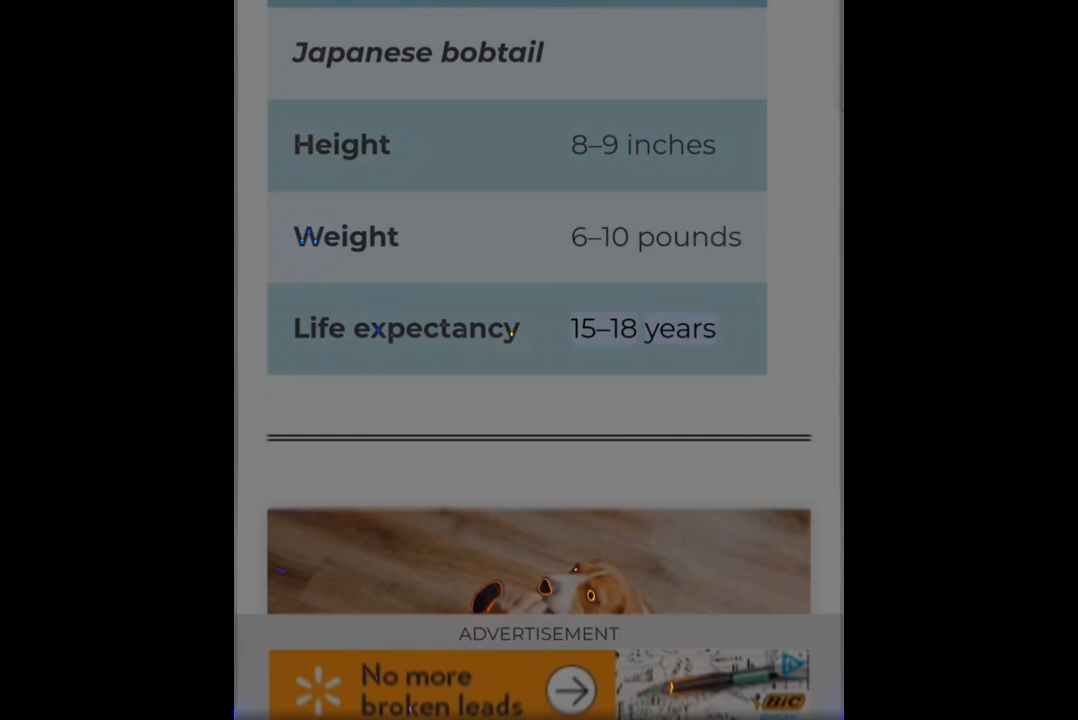 Japanese bobtail
Height 8–9 inches
Weight 6–10 pounds
Life expectancy 15–18 years
ADVERTISEMENT
No more
broken leads
BIC